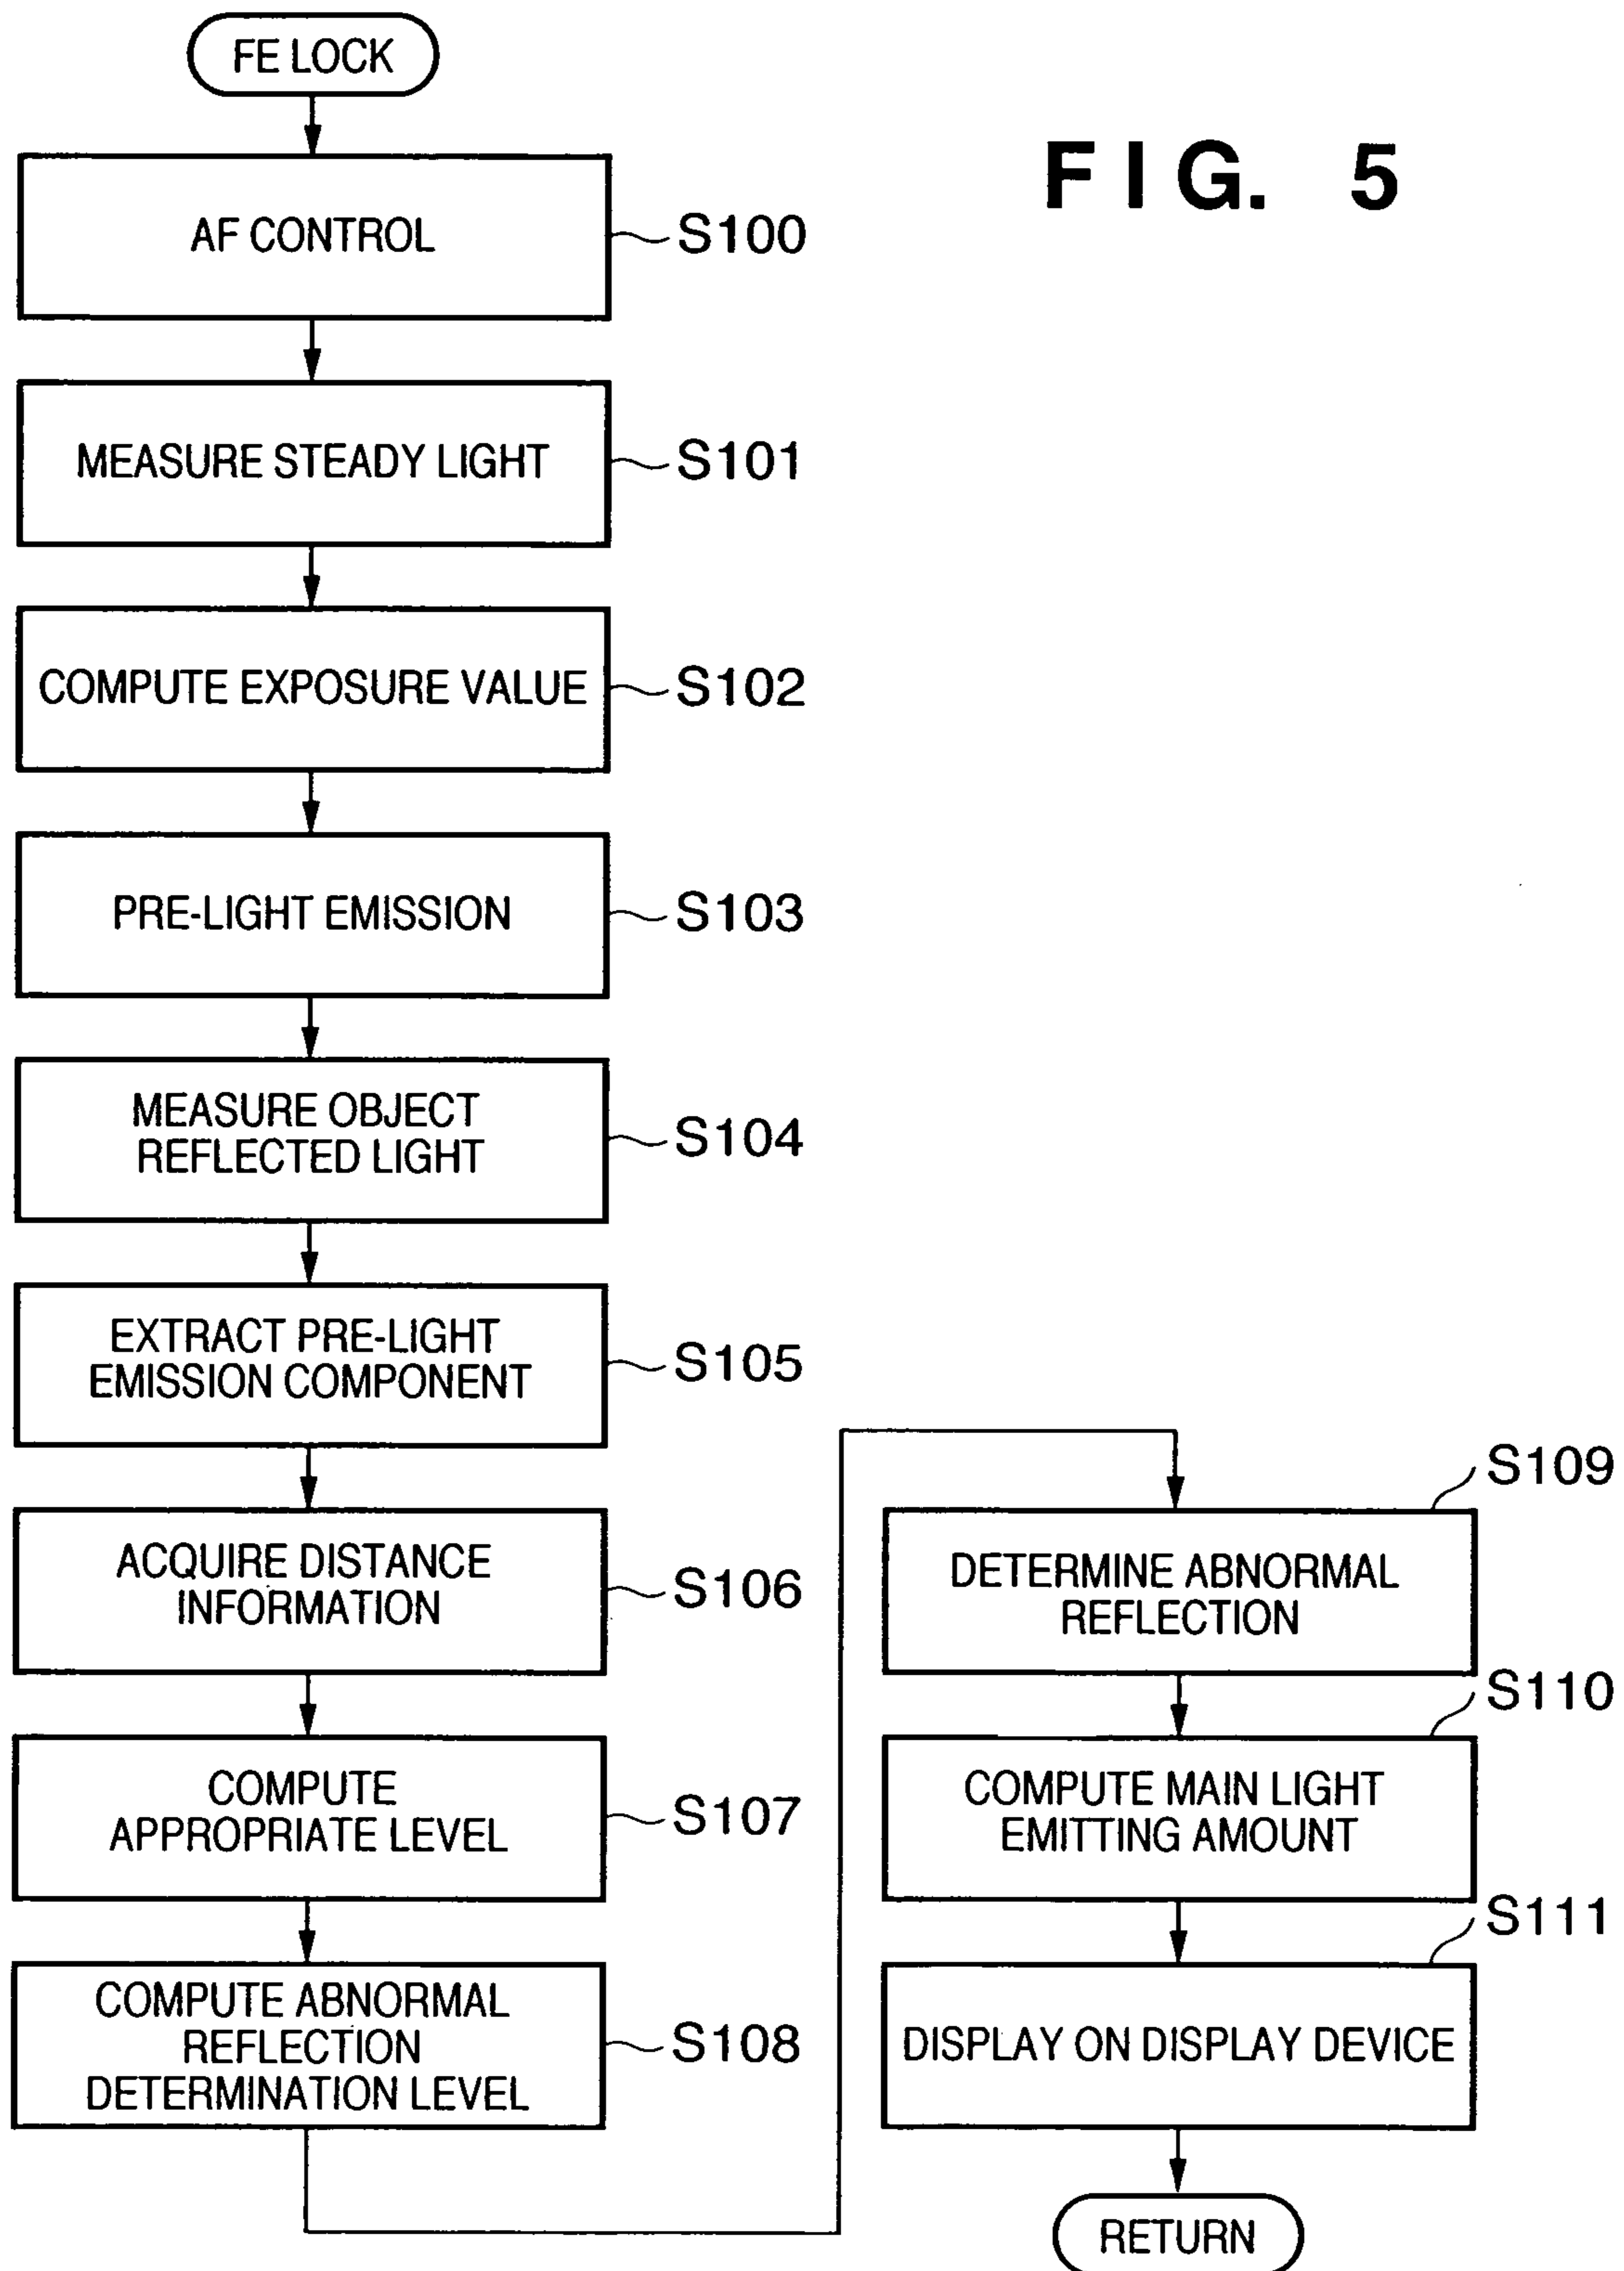 FE LOCK
FIG. 5
AF CONTROL
S100
MEASURE STEADY LIGHT
S101
COMPUTE EXPOSURE VALUE
S102
PRE-LIGHT EMISSION
S103
MEASURE OBJECT
REFLECTED LIGHT
S104
EXTRACT PRE-LIGHT
EMISSION COMPONENT
S105
ACQUIRE DISTANCE
INFORMATION
S106
COMPUTE
APPROPRIATE LEVEL
S107
COMPUTE ABNORMAL
REFLECTION
DETERMINATION LEVEL
S108
S109
DETERMINE ABNORMAL
REFLECTION
S110
COMPUTE MAIN LIGHT
EMITTING AMOUNT
S111
DISPLAY ON DISPLAY DEVICE
RETURN